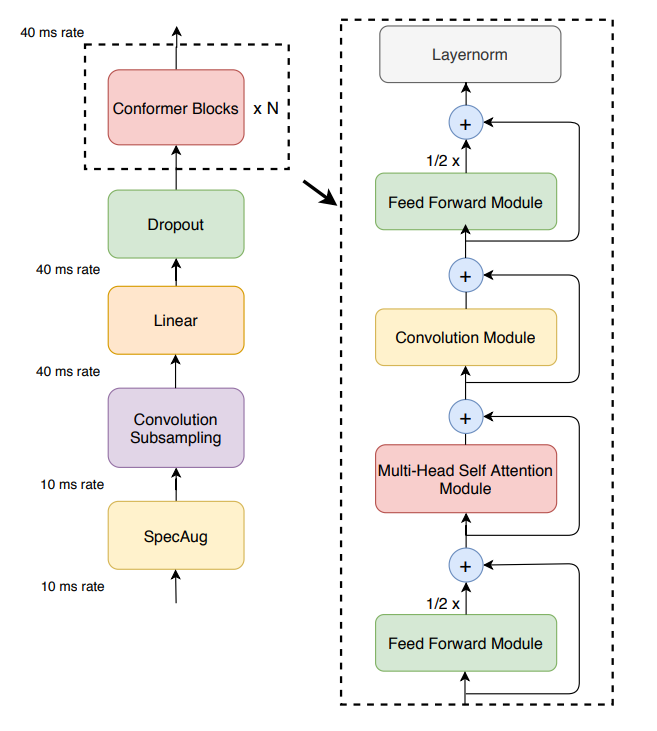 40 ms rate
Conformer Blocks
x N
Dropout
40 ms rate
Linear
40 ms rate
Convolution
Subsampling
10 ms rate
SpecAug
10 ms rate
Layernorm
+
1/2 x
Feed Forward Module
+
Convolution Module
+
Multi-Head Self Attention
Module
+
1/2 x
Feed Forward Module